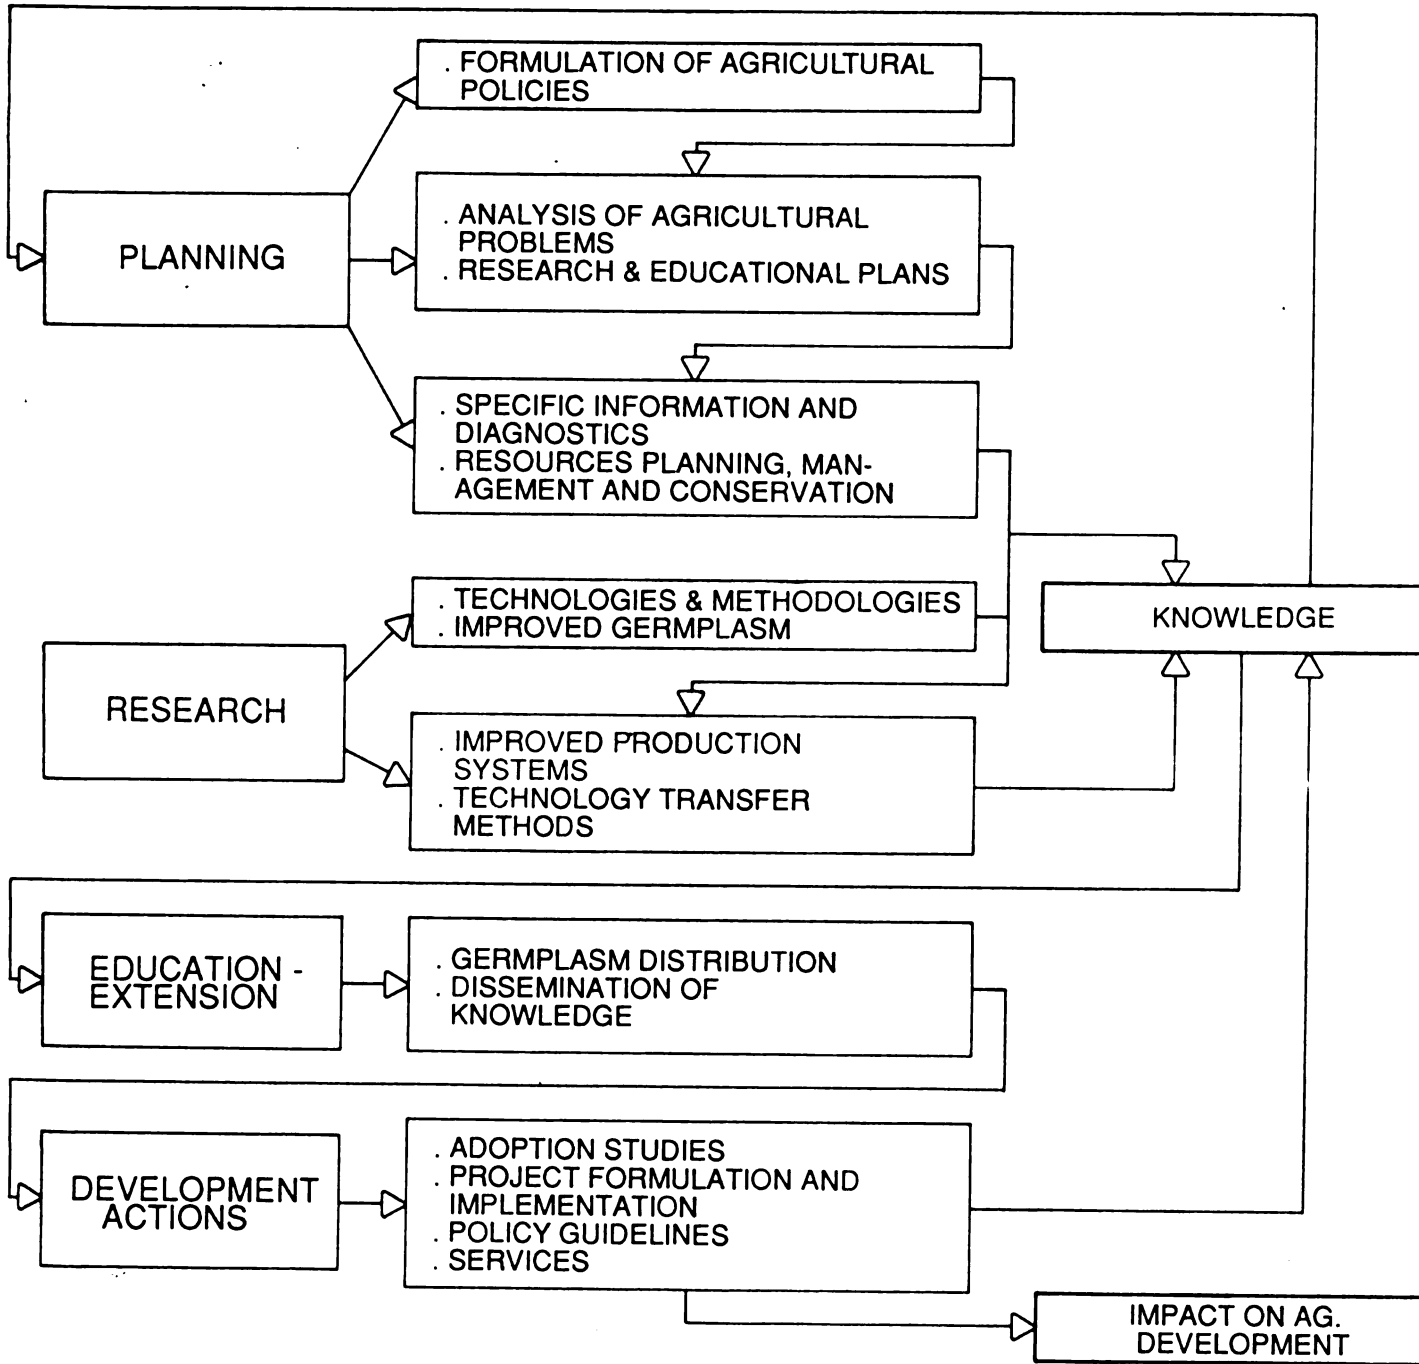 . FORMULATION OF AGRICULTURAL
POLICIES
PLANNING
. ANALYSIS OF AGRICULTURAL
PROBLEMS
. RESEARCH & EDUCATIONAL PLANS
. SPECIFIC INFORMATION AND
DIAGNOSTICS
. RESOURCES PLANNING, MAN-
AGEMENT AND CONSERVATION
. TECHNOLOGIES & METHODOLOGIES
. IMPROVED GERMPLASM
KNOWLEDGE
RESEARCH
. IMPROVED PRODUCTION
SYSTEMS
. TECHNOLOGY TRANSFER
METHODS
EDUCATION -
EXTENSION
. GERMPLASM DISTRIBUTION
. DISSEMINATION OF
KNOWLEDGE
DEVELOPMENT
ACTIONS
. ADOPTION STUDIES
. PROJECT FORMULATION AND
IMPLEMENTATION
. POLICY GUIDELINES
. SERVICES
IMPACT ON AG.
DEVELOPMENT